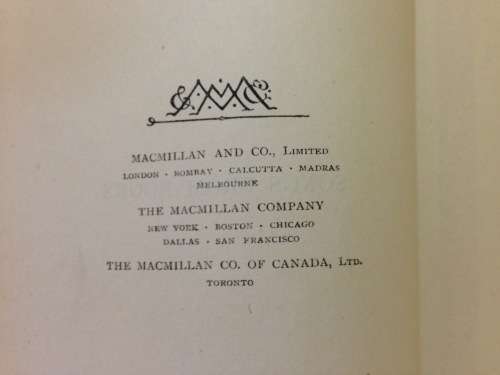 MACMILLAN AND CO., LIMITED
LONDON · BOMBAY · CALCUTTA · MADRAS
MELBOURNE
THE MACMILLAN COMPANY
NEW YORK · BOSTON · CHICAGO
DALLAS · SAN FRANCISCO
THE MACMILLAN CO. OF CANADA, LTD.
TORONTO